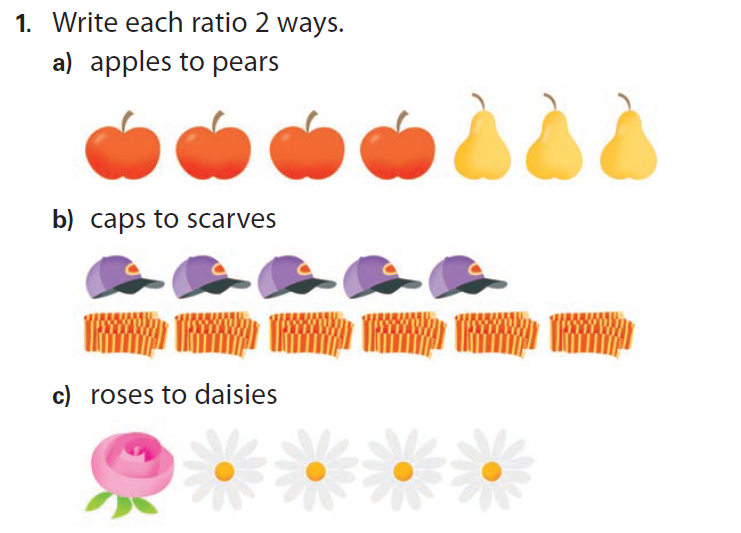 1. Write each ratio 2 ways.
a) apples to pears
b) caps to scarves
c) roses to daisies